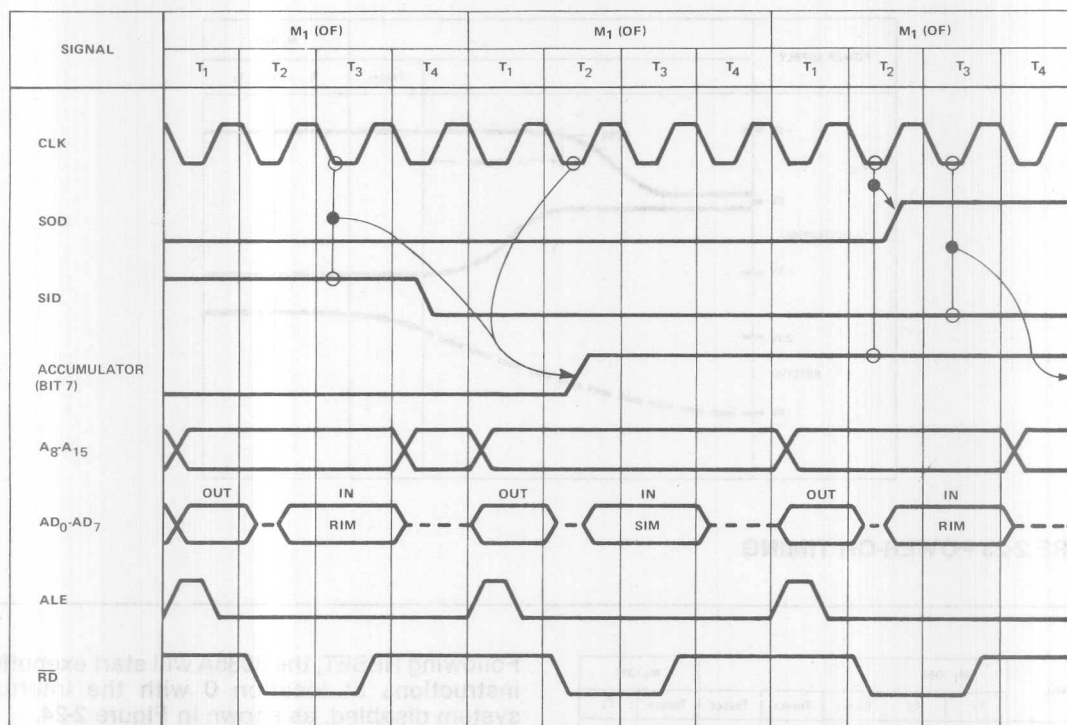 SIGNAL
M1 (OF) M1 (OF) M1 (OF)
T1 T2 T3 T4 T1 T2 T3 T4 T1 T2 T3 T4
CLK
SOD
SID
ACCUMULATOR
(BIT 7)
A8-A15
OUT IN OUT IN OUT IN
AD0-AD7
RIM SIM RIM
ALE
RD
POWER-ON TIMING
Following RESET, the 8085A will start executing
instructions at location 0 with the interrupt
system disabled, as shown in Figure 2-24.